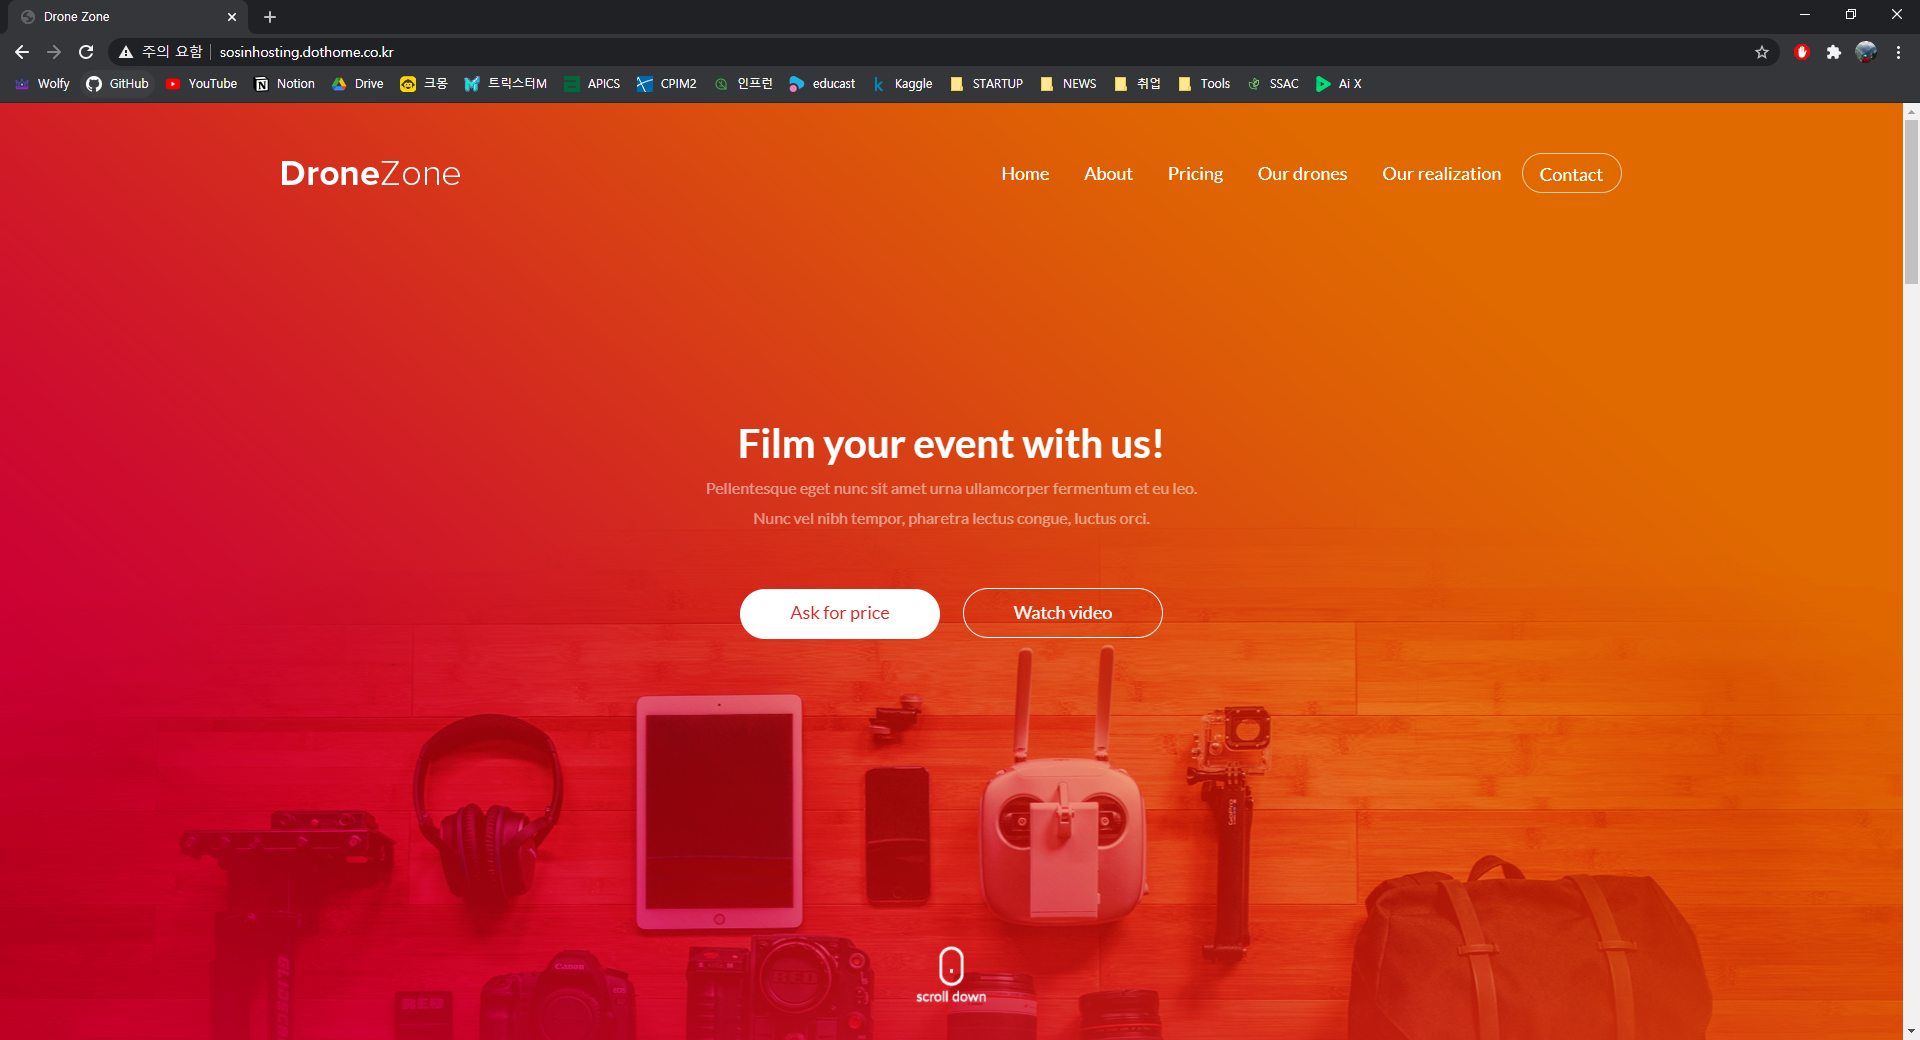 Drone Zone
주의 요함 sosinhosting.dothome.co.kr
Wolfy GitHub YouTube Notion Drive 크몽 트릭스터M APICS CPIM2 인프런 educast Kaggle STARTUP NEWS 취업 Tools SSAC Ai X
DroneZone Home About Pricing Our drones Our realization Contact
Film your event with us!
Pellentesque eget nunc sit amet urna ullamcorper fermentum et eu leo.
Nunc vel nibh tempor, pharetra lectus congue, luctus orci.
Ask for price Watch video
Canon
RED
RED
scroll down